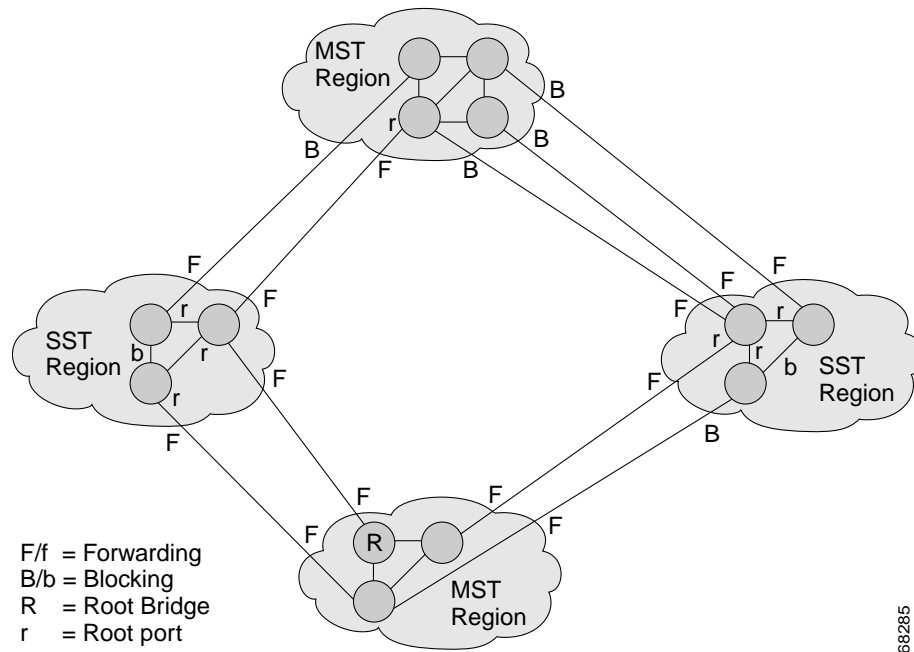 MST
Region
B
r
B
B
F
B
F
F
F
F
F
r
r
r
SST
Region
b
r
r
r
b
SST
Region
r
F
F
F
B
F
F
F
F
R
MST
Region
F/f = Forwarding
B/b = Blocking
R = Root Bridge
r = Root port
68285